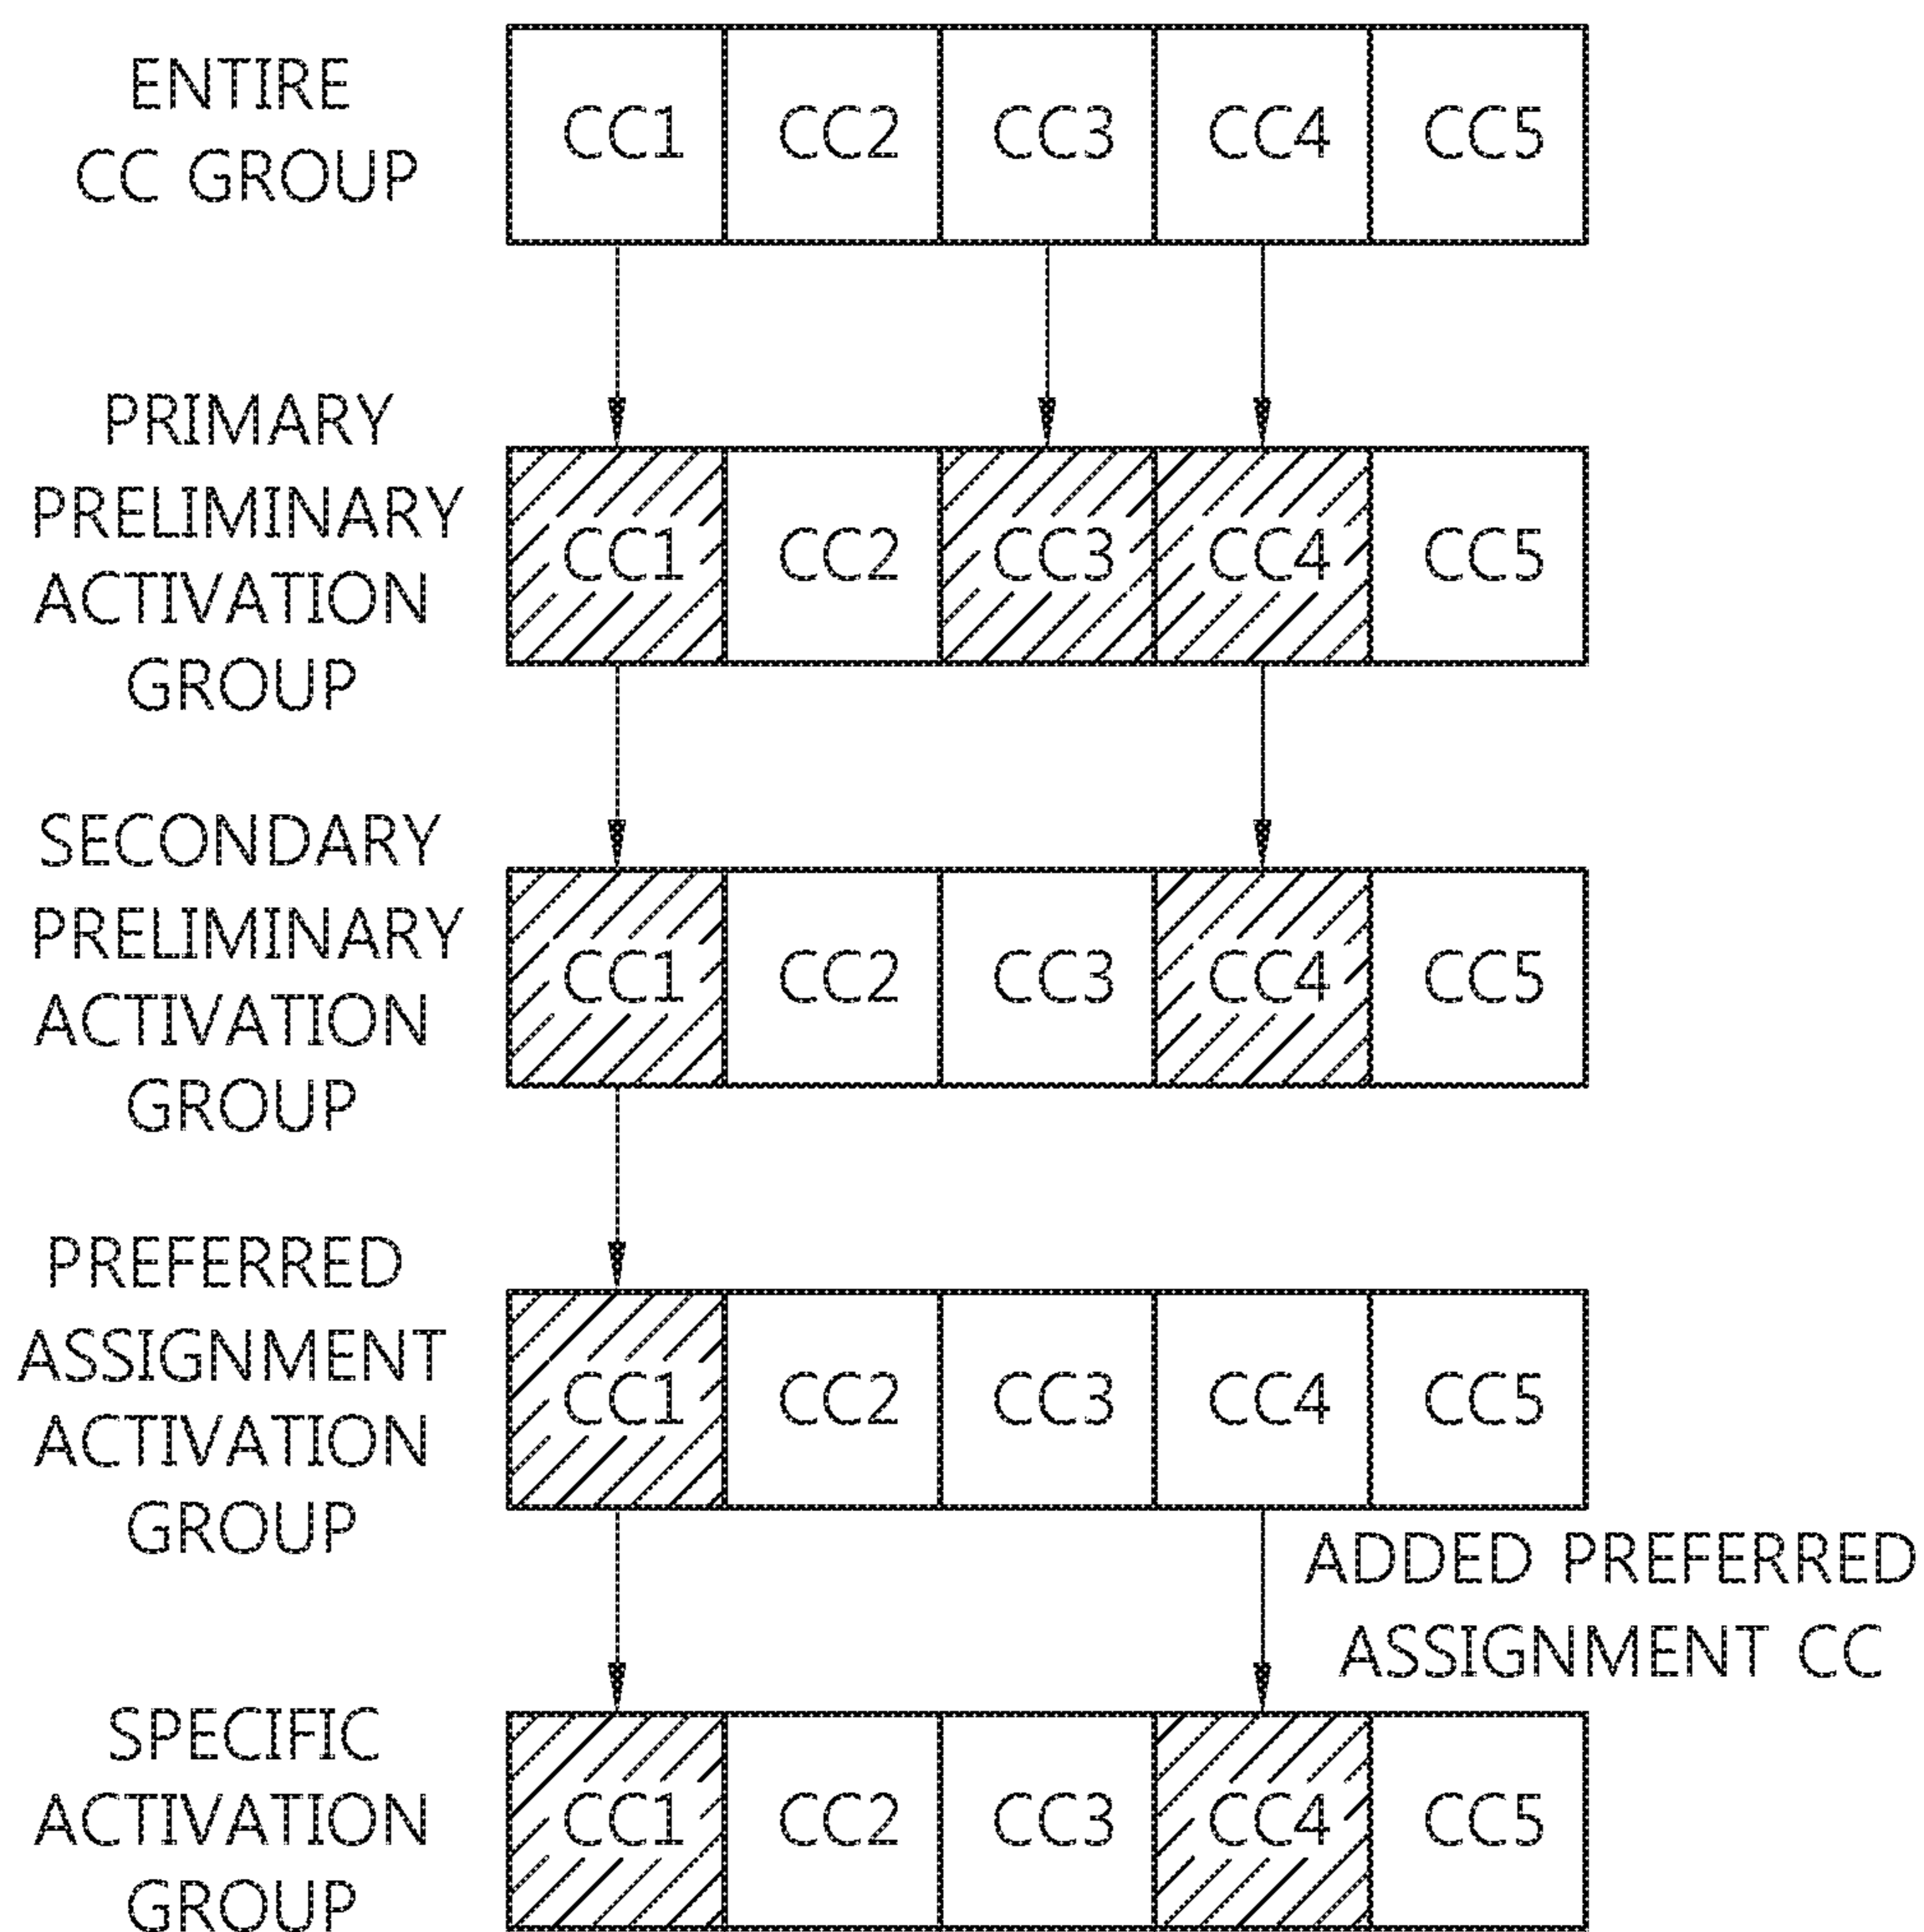 ENTIRE
CC GROUP
CC1 CC2 CC3 CC4 CC5
PRIMARY
PRELIMINARY
ACTIVATION
GROUP
CC1 CC2 CC3 CC4 CC5
SECONDARY
PRELIMINARY
ACTIVATION
GROUP
CC1 CC2 CC3 CC4 CC5
PREFERRED
ASSIGNMENT
ACTIVATION
GROUP
CC1 CC2 CC3 CC4 CC5
ADDED PREFERRED
ASSIGNMENT CC
SPECIFIC
ACTIVATION
GROUP
CC1 CC2 CC3 CC4 CC5